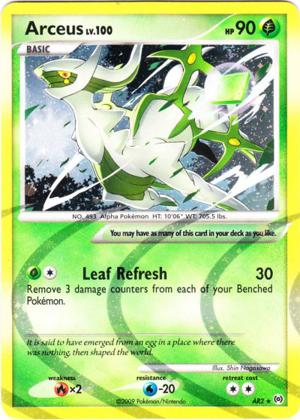 Arceus LV.100 HP 90
BASIC
NO. 493 Alpha Pokémon HT: 10'06" WT: 705.5 lbs.
You may have as many of this card in your deck as you like.
Leaf Refresh 30
Remove 3 damage counters from each of your Benched
Pokémon.
It is said to have emerged from an egg in a place where there
was nothing, then shaped the world.
Illus. Shin Nagasawa
weakness resistance retreat cost
×2 -20
©2009 Pokémon/Nintendo AR2